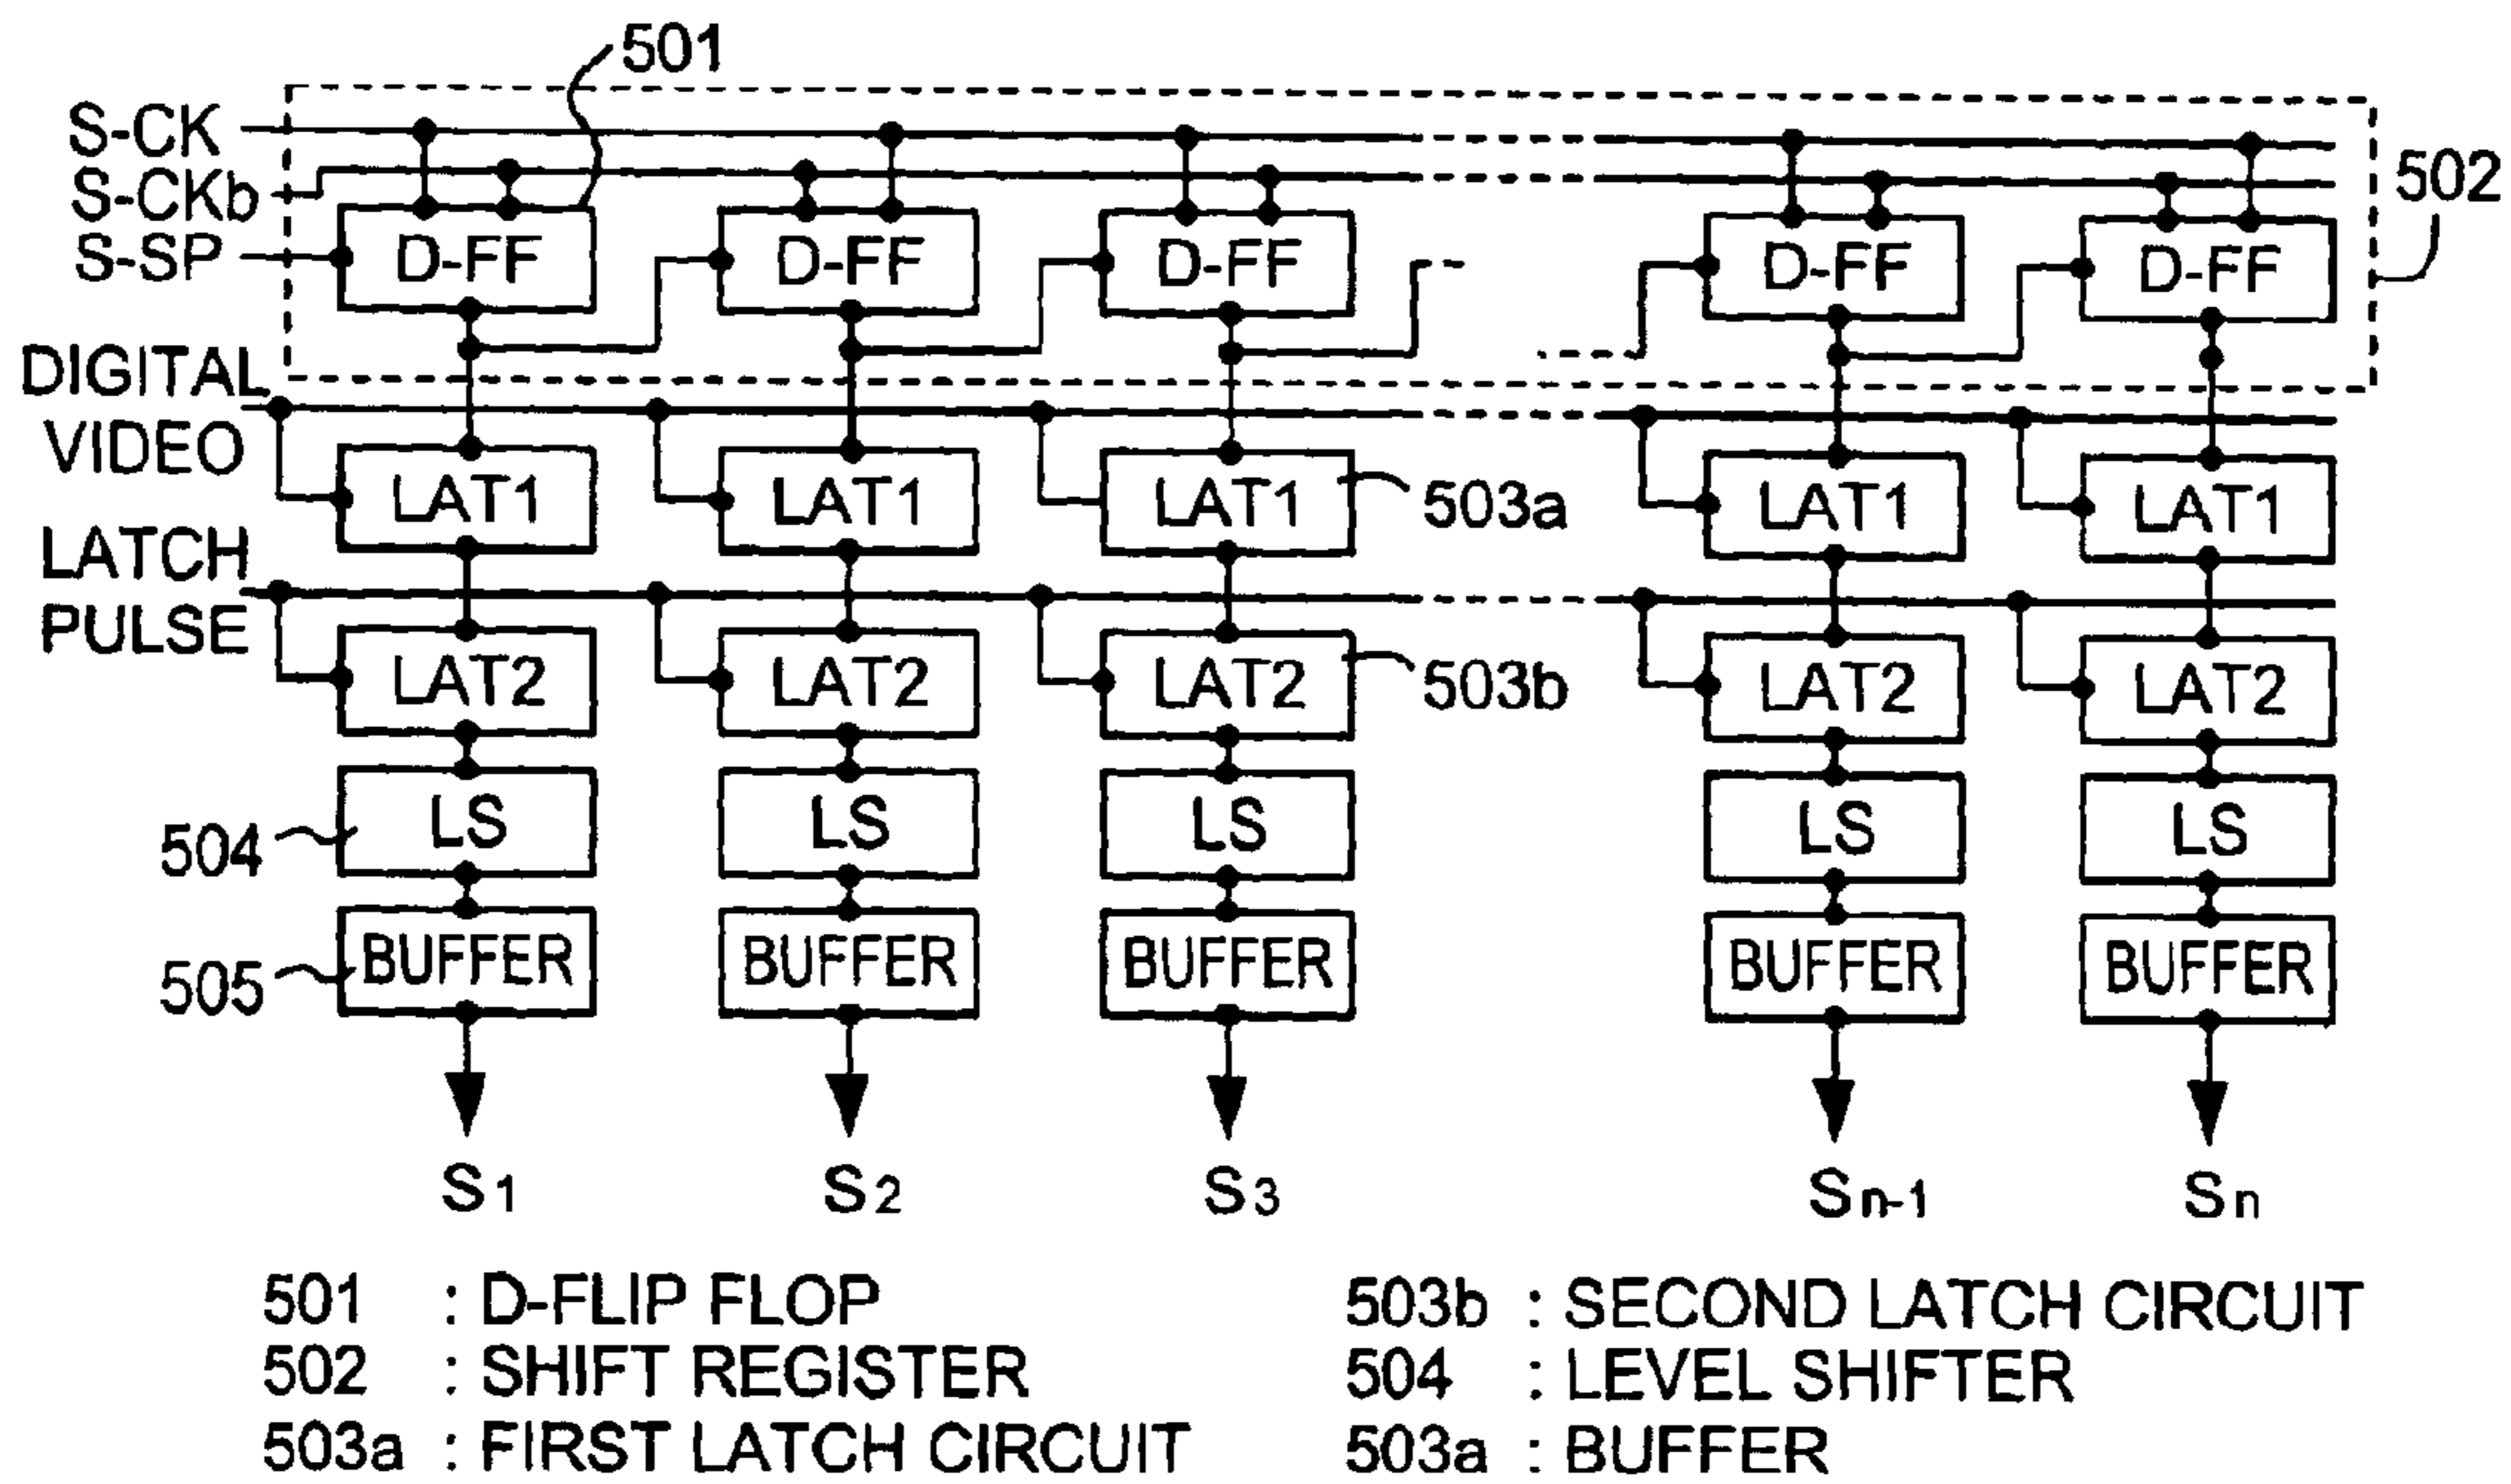 501
S-CK
S-CKb
502
S-SP
D-FF D-FF D-FF D-FF D-FF
DIGITAL
VIDEO
LAT1 LAT1 LAT1 503a LAT1 LAT1
LATCH
PULSE
LAT2 LAT2 LAT2 503b LAT2 LAT2
504 LS LS LS LS LS
505 BUFFER BUFFER BUFFER BUFFER BUFFER
S1 S2 S3 Sn-1 Sn
501 : D-FLIP FLOP
502 : SHIFT REGISTER
503a : FIRST LATCH CIRCUIT
503b : SECOND LATCH CIRCUIT
504 : LEVEL SHIFTER
503a : BUFFER